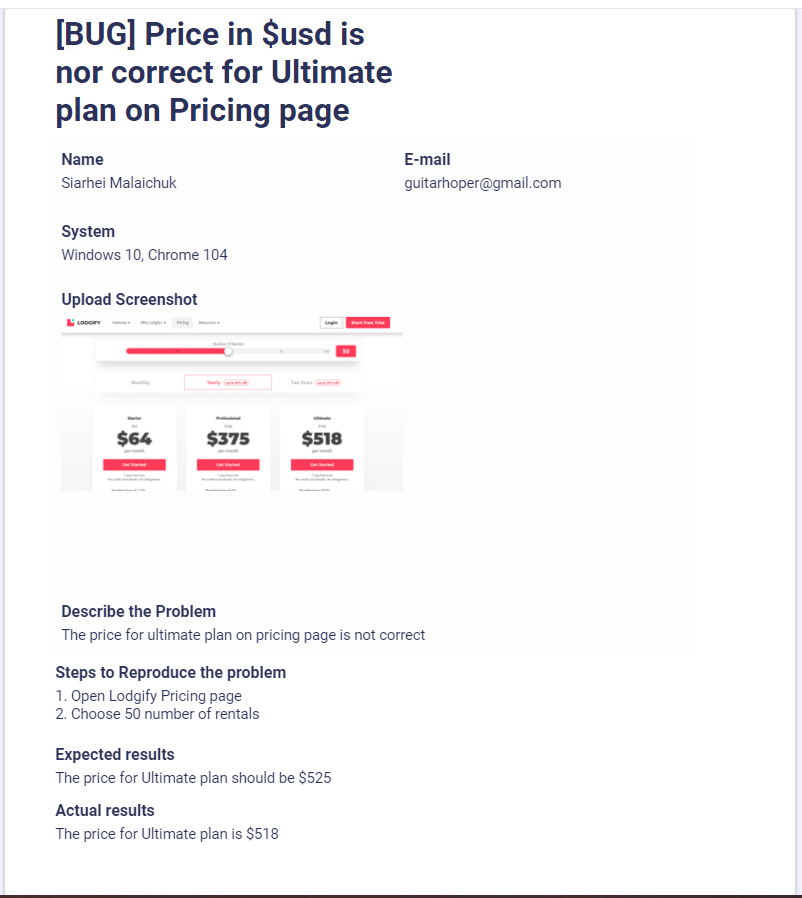 [BUG] Price in $usd is
nor correct for Ultimate
plan on Pricing page
Name
E-mail
Siarhei Malaichuk
guitarhoper@gmail.com
System
Windows 10, Chrome 104
Upload Screenshot
LODGIFY Features Why Lodgify? Pricing Resources Login Start Free Trial
Number of Rentals
50
Monthly Yearly Two Years
Starter Professional Ultimate
$64 $375 $518
per month per month per month
Get Started Get Started Get Started
Describe the Problem
The price for ultimate plan on pricing page is not correct
Steps to Reproduce the problem
1. Open Lodgify Pricing page
2. Choose 50 number of rentals
Expected results
The price for Ultimate plan should be $525
Actual results
The price for Ultimate plan is $518